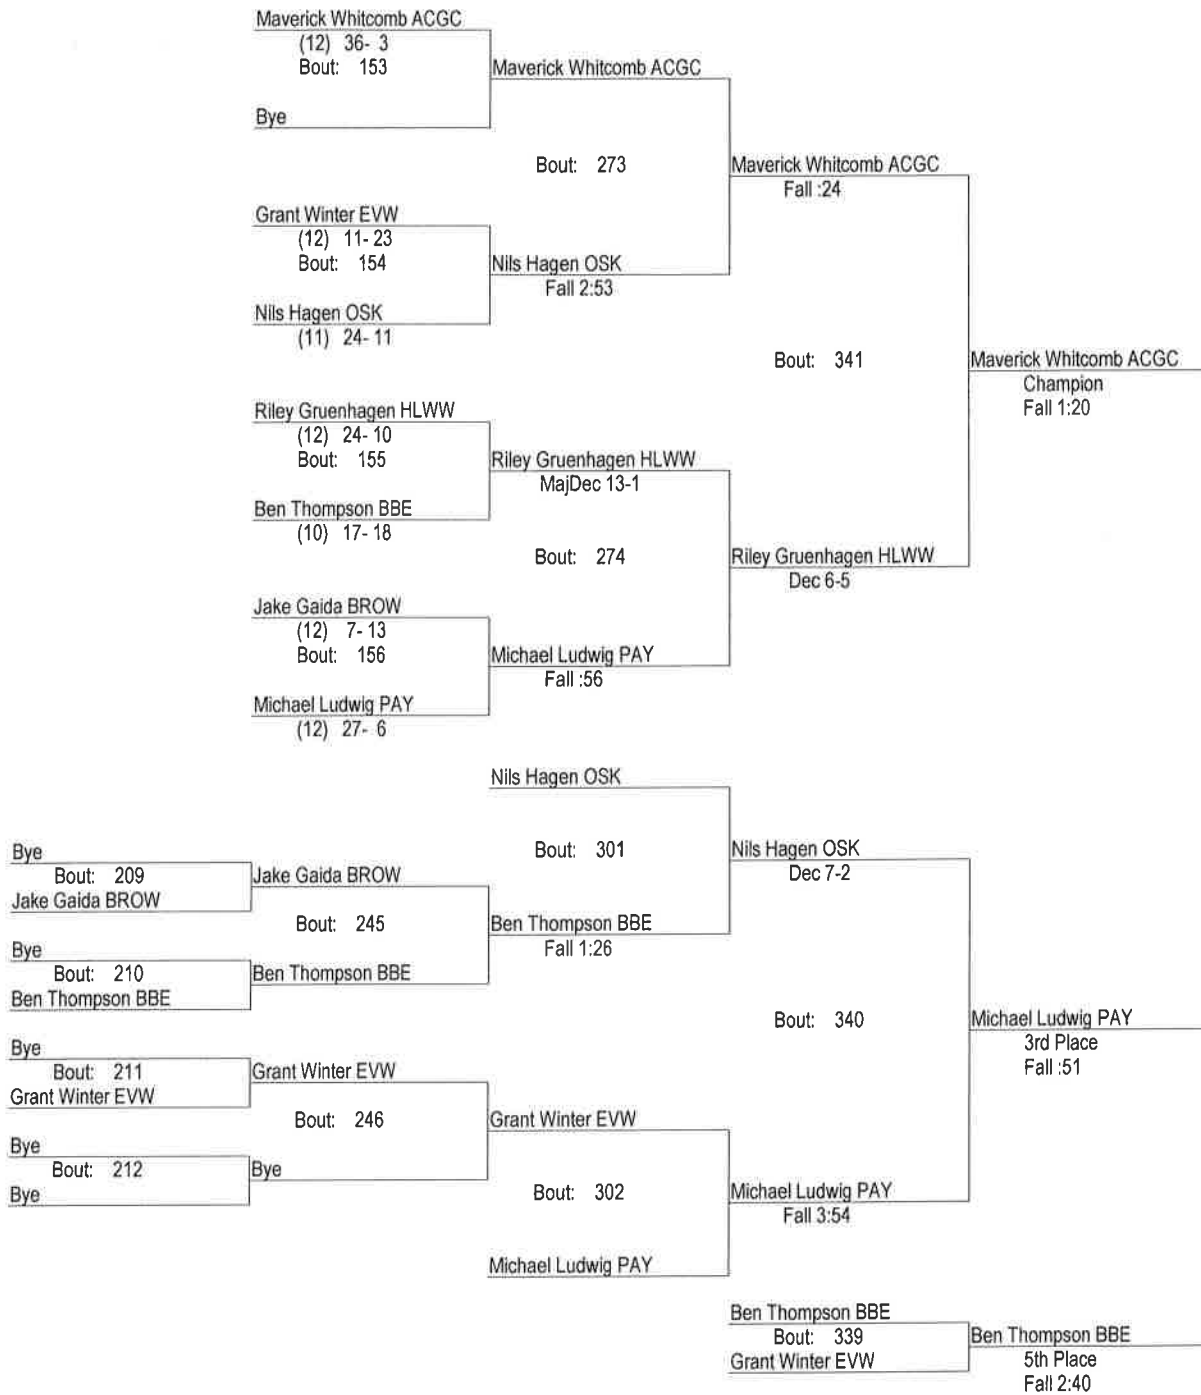 Maverick Whitcomb ACGC
(12) 36- 3
Bout: 153
Maverick Whitcomb ACGC
Bye
Bout: 273
Maverick Whitcomb ACGC
Fall :24
Grant Winter EVW
(12) 11- 23
Bout: 154
Nils Hagen OSK
Fall 2:53
Nils Hagen OSK
(11) 24- 11
Bout: 341
Maverick Whitcomb ACGC
Champion
Fall 1:20
Riley Gruenhagen HLWW
(12) 24- 10
Bout: 155
Riley Gruenhagen HLWW
MajDec 13-1
Ben Thompson BBE
(10) 17- 18
Bout: 274
Riley Gruenhagen HLWW
Dec 6-5
Jake Gaida BROW
(12) 7- 13
Bout: 156
Michael Ludwig PAY
Fall :56
Michael Ludwig PAY
(12) 27- 6
Nils Hagen OSK
Bout: 301
Nils Hagen OSK
Dec 7-2
Bye
Bout: 209
Jake Gaida BROW
Jake Gaida BROW
Bout: 245
Ben Thompson BBE
Fall 1:26
Bye
Bout: 210
Ben Thompson BBE
Ben Thompson BBE
Bout: 340
Michael Ludwig PAY
3rd Place
Fall :51
Bye
Bout: 211
Grant Winter EVW
Grant Winter EVW
Bout: 246
Grant Winter EVW
Bye
Bout: 212
Bye
Bye
Bout: 302
Michael Ludwig PAY
Fall 3:54
Michael Ludwig PAY
Ben Thompson BBE
Bout: 339
Grant Winter EVW
Ben Thompson BBE
5th Place
Fall 2:40